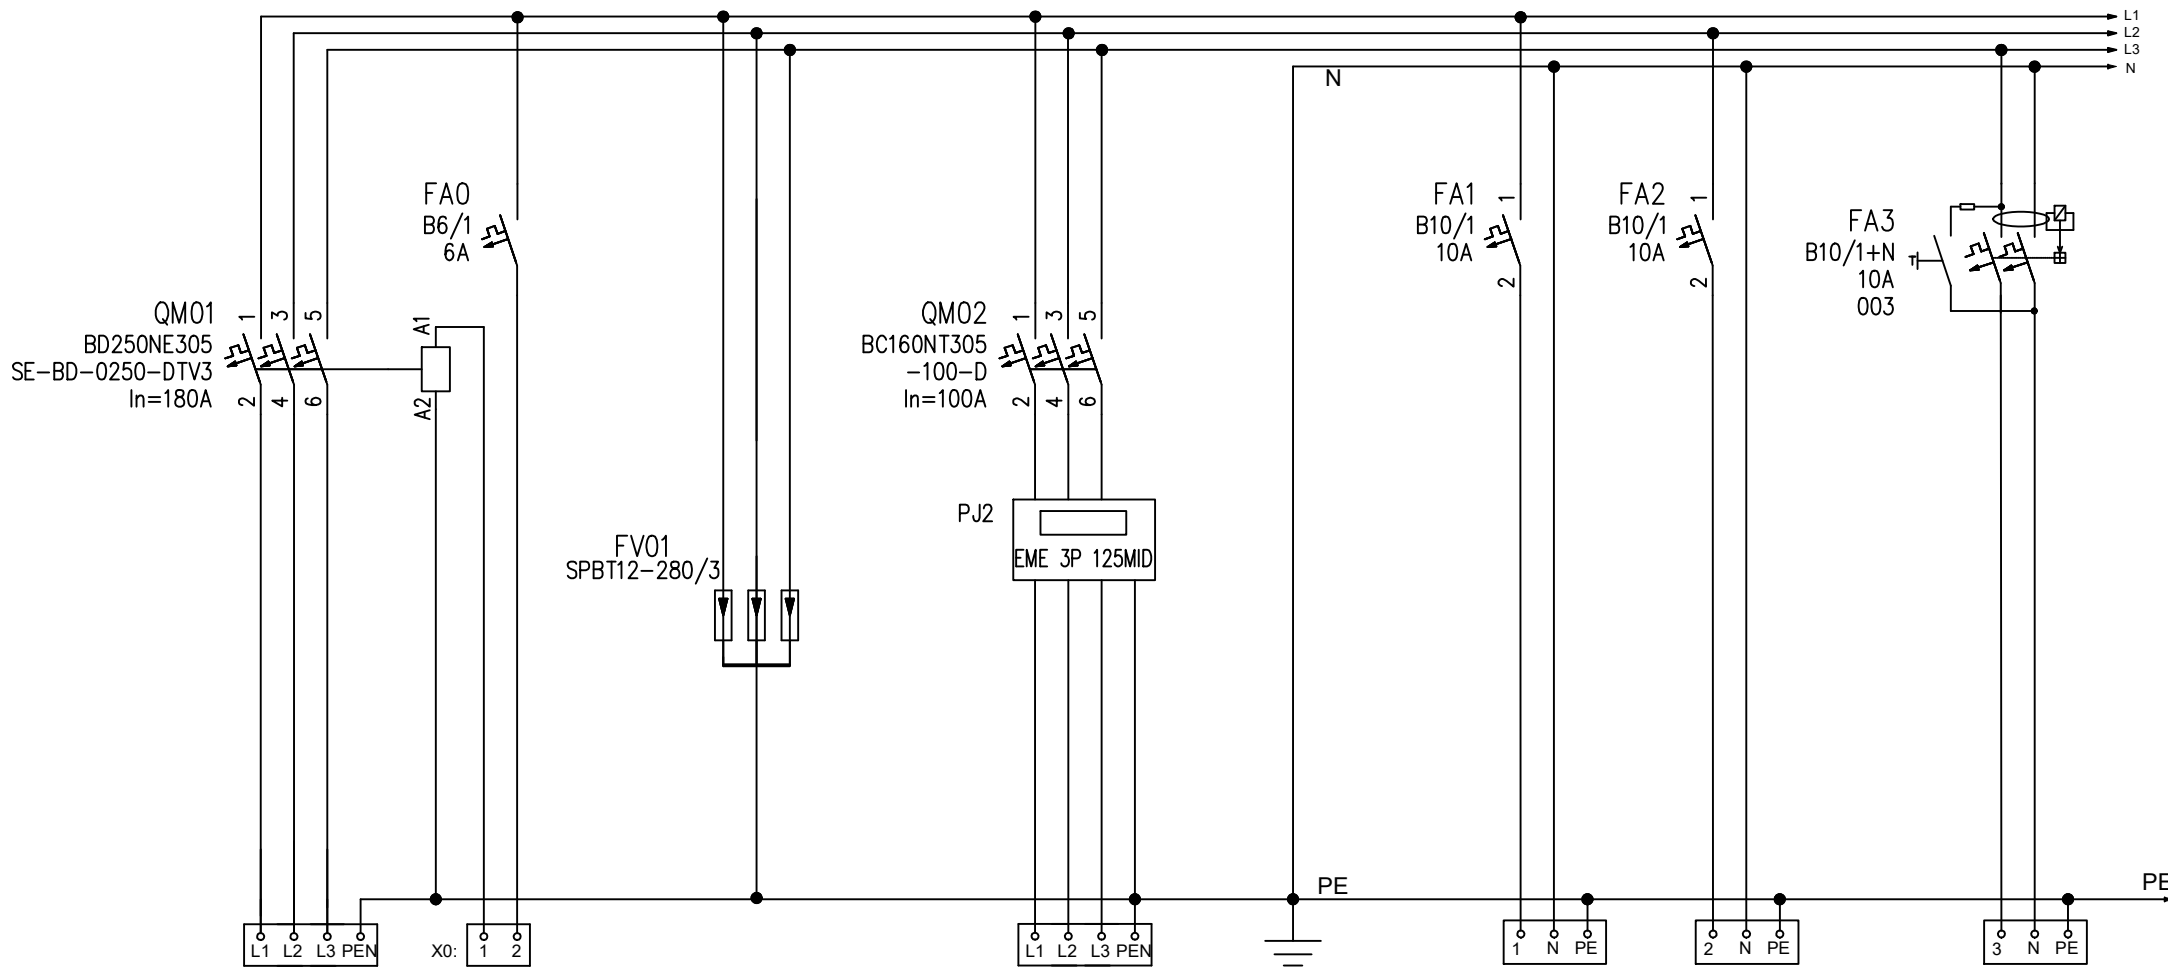 L1
L2
L3
N
N
FA0
B6/1
6A
FA1
B10/1
10A
1
2
FA2
B10/1
10A
1
2
FA3
B10/1+N
10A
003
T
QM01
BD250NE305
SE-BD-0250-DTV3
In=180A
1
3
5
2
4
6
A1
A2
QM02
BC160NT305
-100-D
In=100A
1
3
5
2
4
6
PJ2
EME 3P 125MID
FV01
SPBT12-280/3
PE
PE
L1 L2 L3 PEN
X0: 1 2
L1 L2 L3 PEN
1 N PE
2 N PE
3 N PE